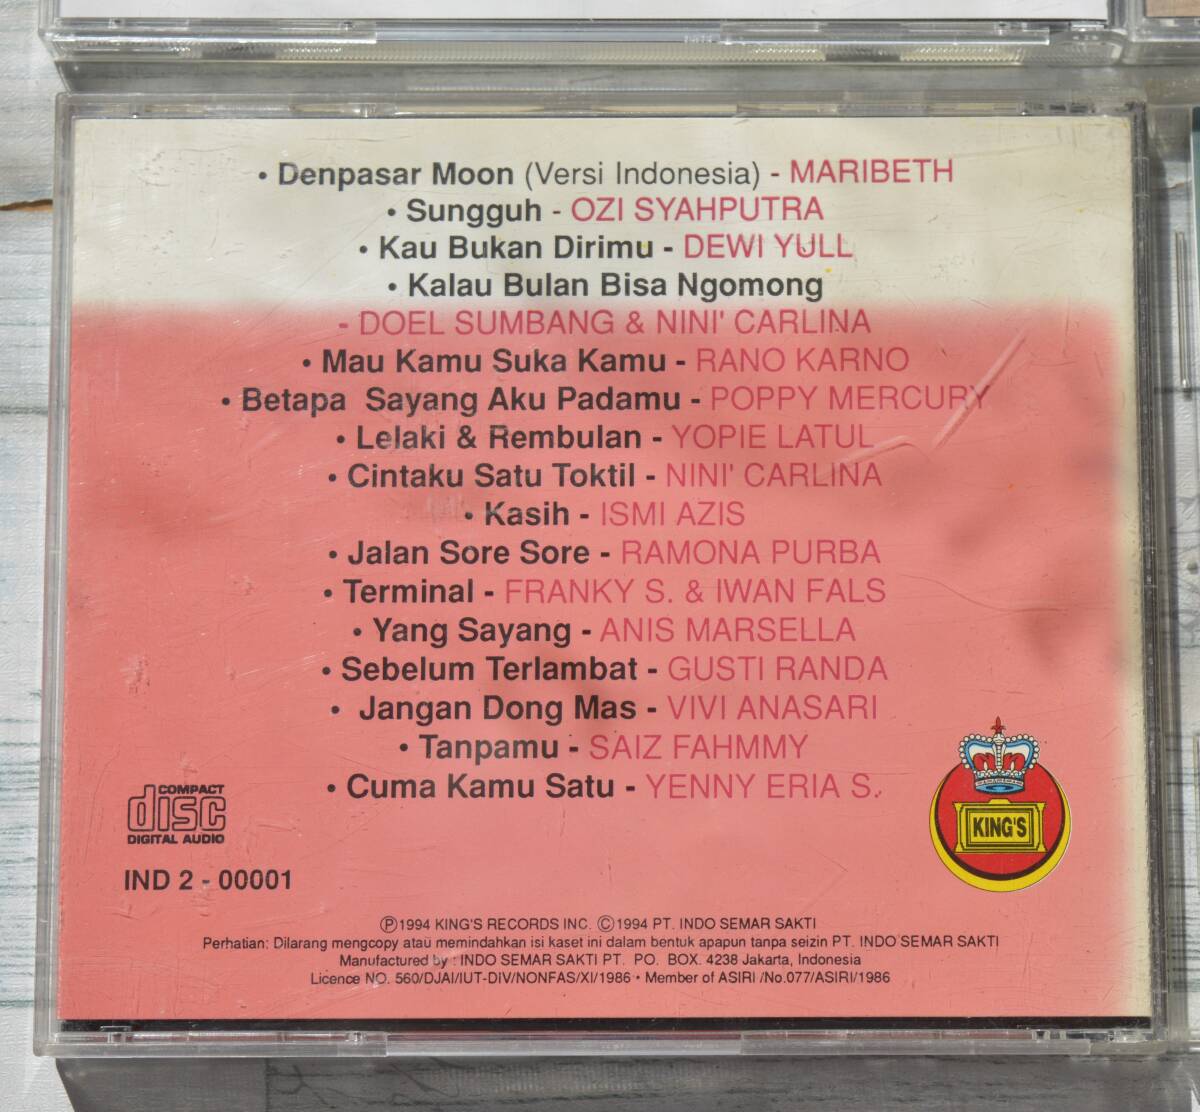 • Denpasar Moon (Versi Indonesia) - MARIBETH
• Sungguh - OZI SYAHPUTRA
• Kau Bukan Dirimu - DEWI YULL
• Kalau Bulan Bisa Ngomong
- DOEL SUMBANG & NINI' CARLINA
• Mau Kamu Suka Kamu - RANO KARNO
• Betapa Sayang Aku Padamu - POPPY MERCURY
• Lelaki & Rembulan - YOPIE LATUL
• Cintaku Satu Toktil - NINI' CARLINA
• Kasih - ISMI AZIS
• Jalan Sore Sore - RAMONA PURBA
• Terminal - FRANKY S. & IWAN FALS
• Yang Sayang - ANIS MARSELLA
• Sebelum Terlambat - GUSTI RANDA
• Jangan Dong Mas - VIVI ANASARI
• Tanpamu - SAIZ FAHMMY
• Cuma Kamu Satu - YENNY ERIA S.
COMPACT
disc
DIGITAL AUDIO
KING'S
IND 2 - 00001
Ⓟ1994 KING'S RECORDS INC. Ⓒ1994 PT. INDO SEMAR SAKTI
Perhatian: Dilarang mengcopy atau memindahkan isi kaset ini dalam bentuk apapun tanpa seizin PT. INDO SEMAR SAKTI
Manufactured by : INDO SEMAR SAKTI PT. PO. BOX. 4238 Jakarta, Indonesia
Licence NO. 560/DJAI/IUT-DIV/NONFAS/XI/1986 • Member of ASIRI /No.077/ASIRI/1986